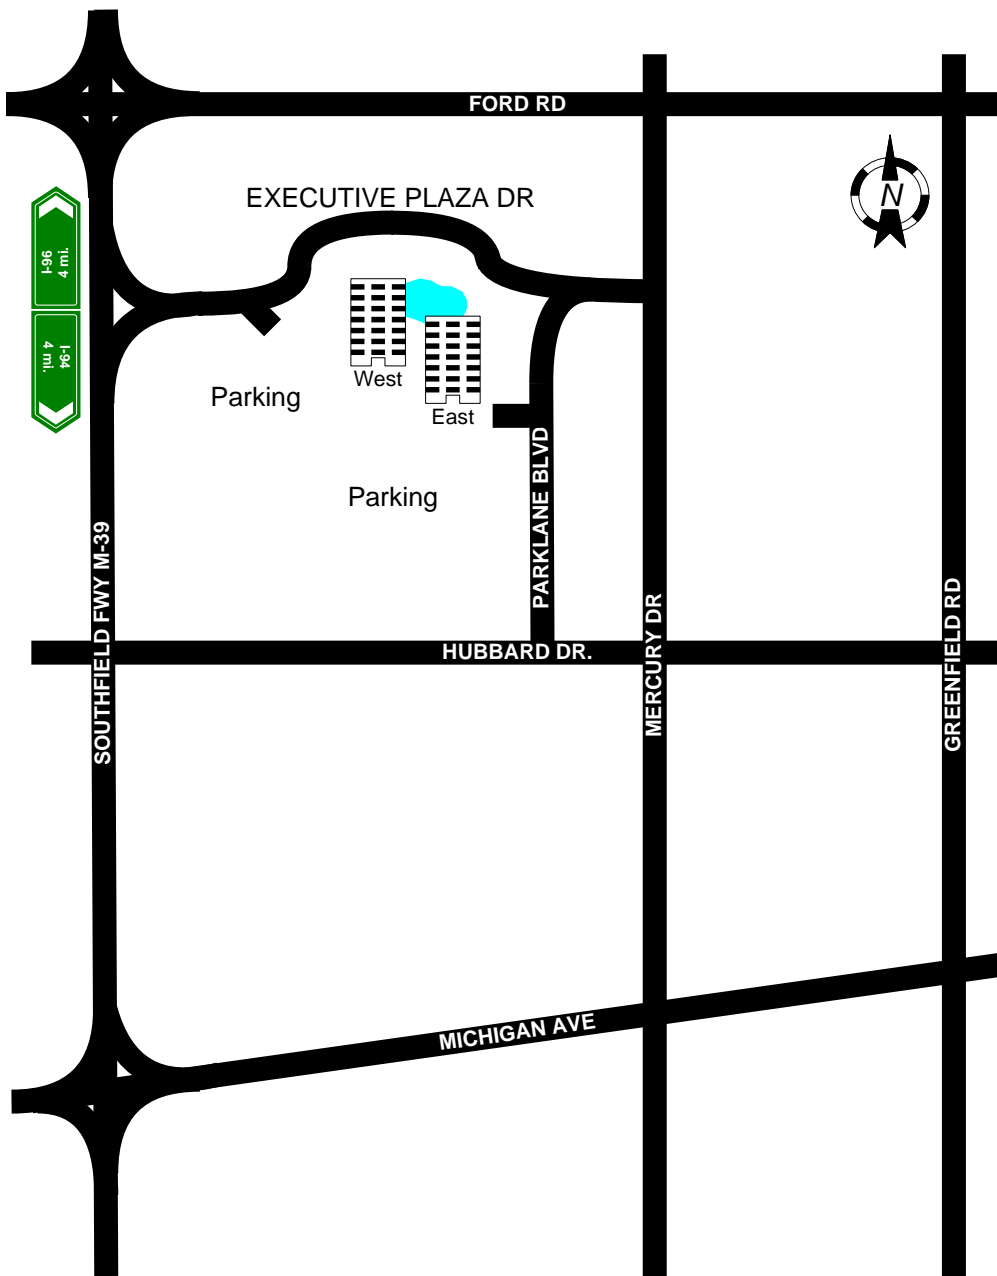 FORD RD
EXECUTIVE PLAZA DR
N
I-96
4 mi.
I-94
4 mi.
West
Parking
East
PARKLANE BLVD
Parking
SOUTHFIELD FWY M-39
MERCURY DR
GREENFIELD RD
HUBBARD DR.
MICHIGAN AVE